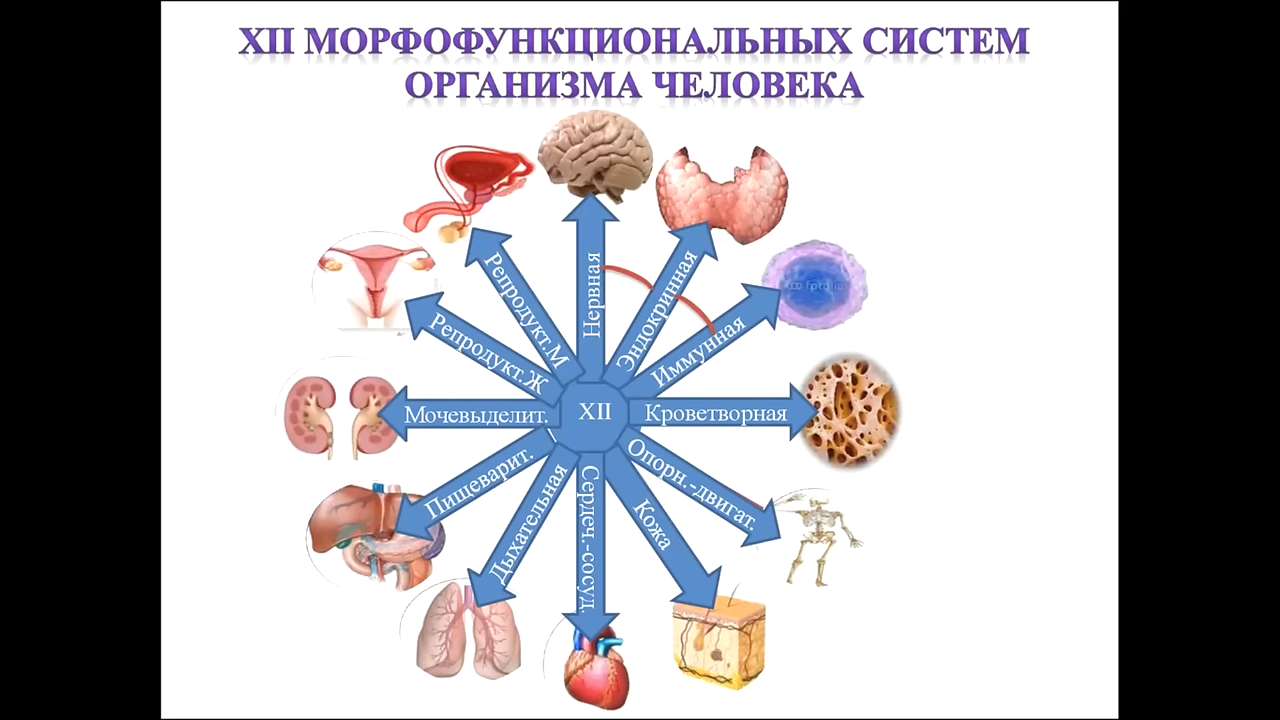 XII МОРФОФУНКЦИОНАЛЬНЫХ СИСТЕМ
ОРГАНИЗМА ЧЕЛОВЕКА
Нервная
Эндокринная
Иммунная
Кроветворная
Опорн.-двигат.
Кожа
Сердеч.-сосуд.
Дыхательная
Пищеварит.
Мочевыделит.
Репродукт.Ж
Репродукт.М
XII